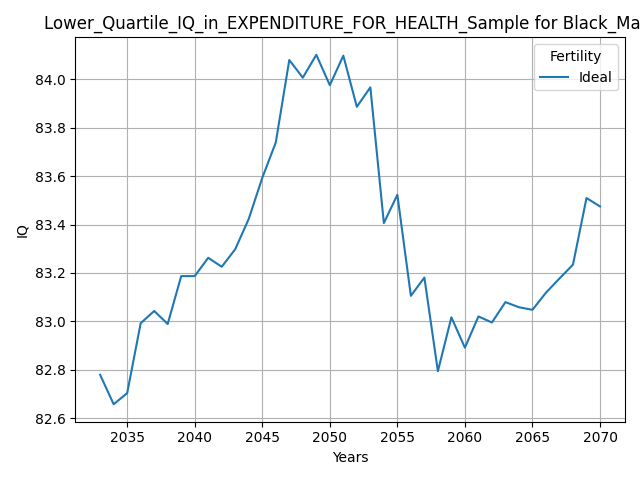 Lower_Quartile_IQ_in_EXPENDITURE_FOR_HEALTH_Sample for Black_Ma
Fertility
Ideal
84.0
83.8
83.6
83.4
83.2
83.0
82.8
82.6
IQ
2035 2040 2045 2050 2055 2060 2065 2070
Years